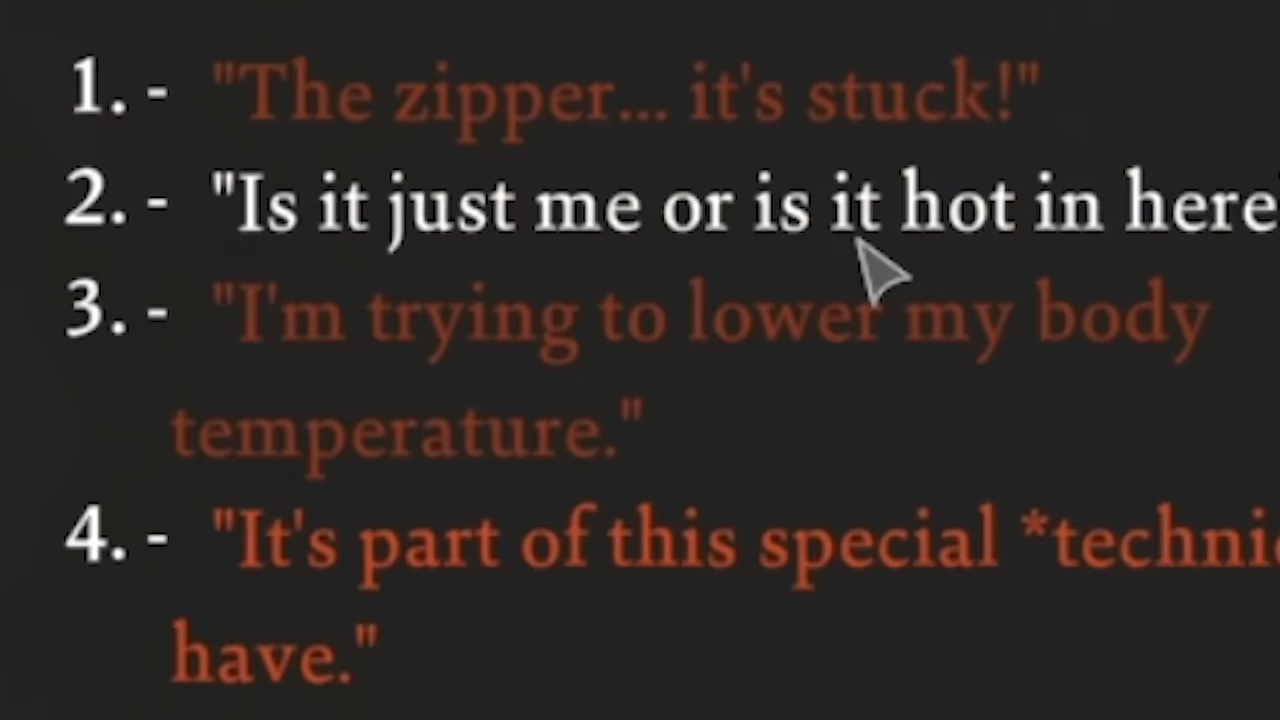 1. - "The zipper... it's stuck!"
2. - "Is it just me or is it hot in here
3. - "I'm trying to lower my body
temperature."
4. - "It's part of this special
have."